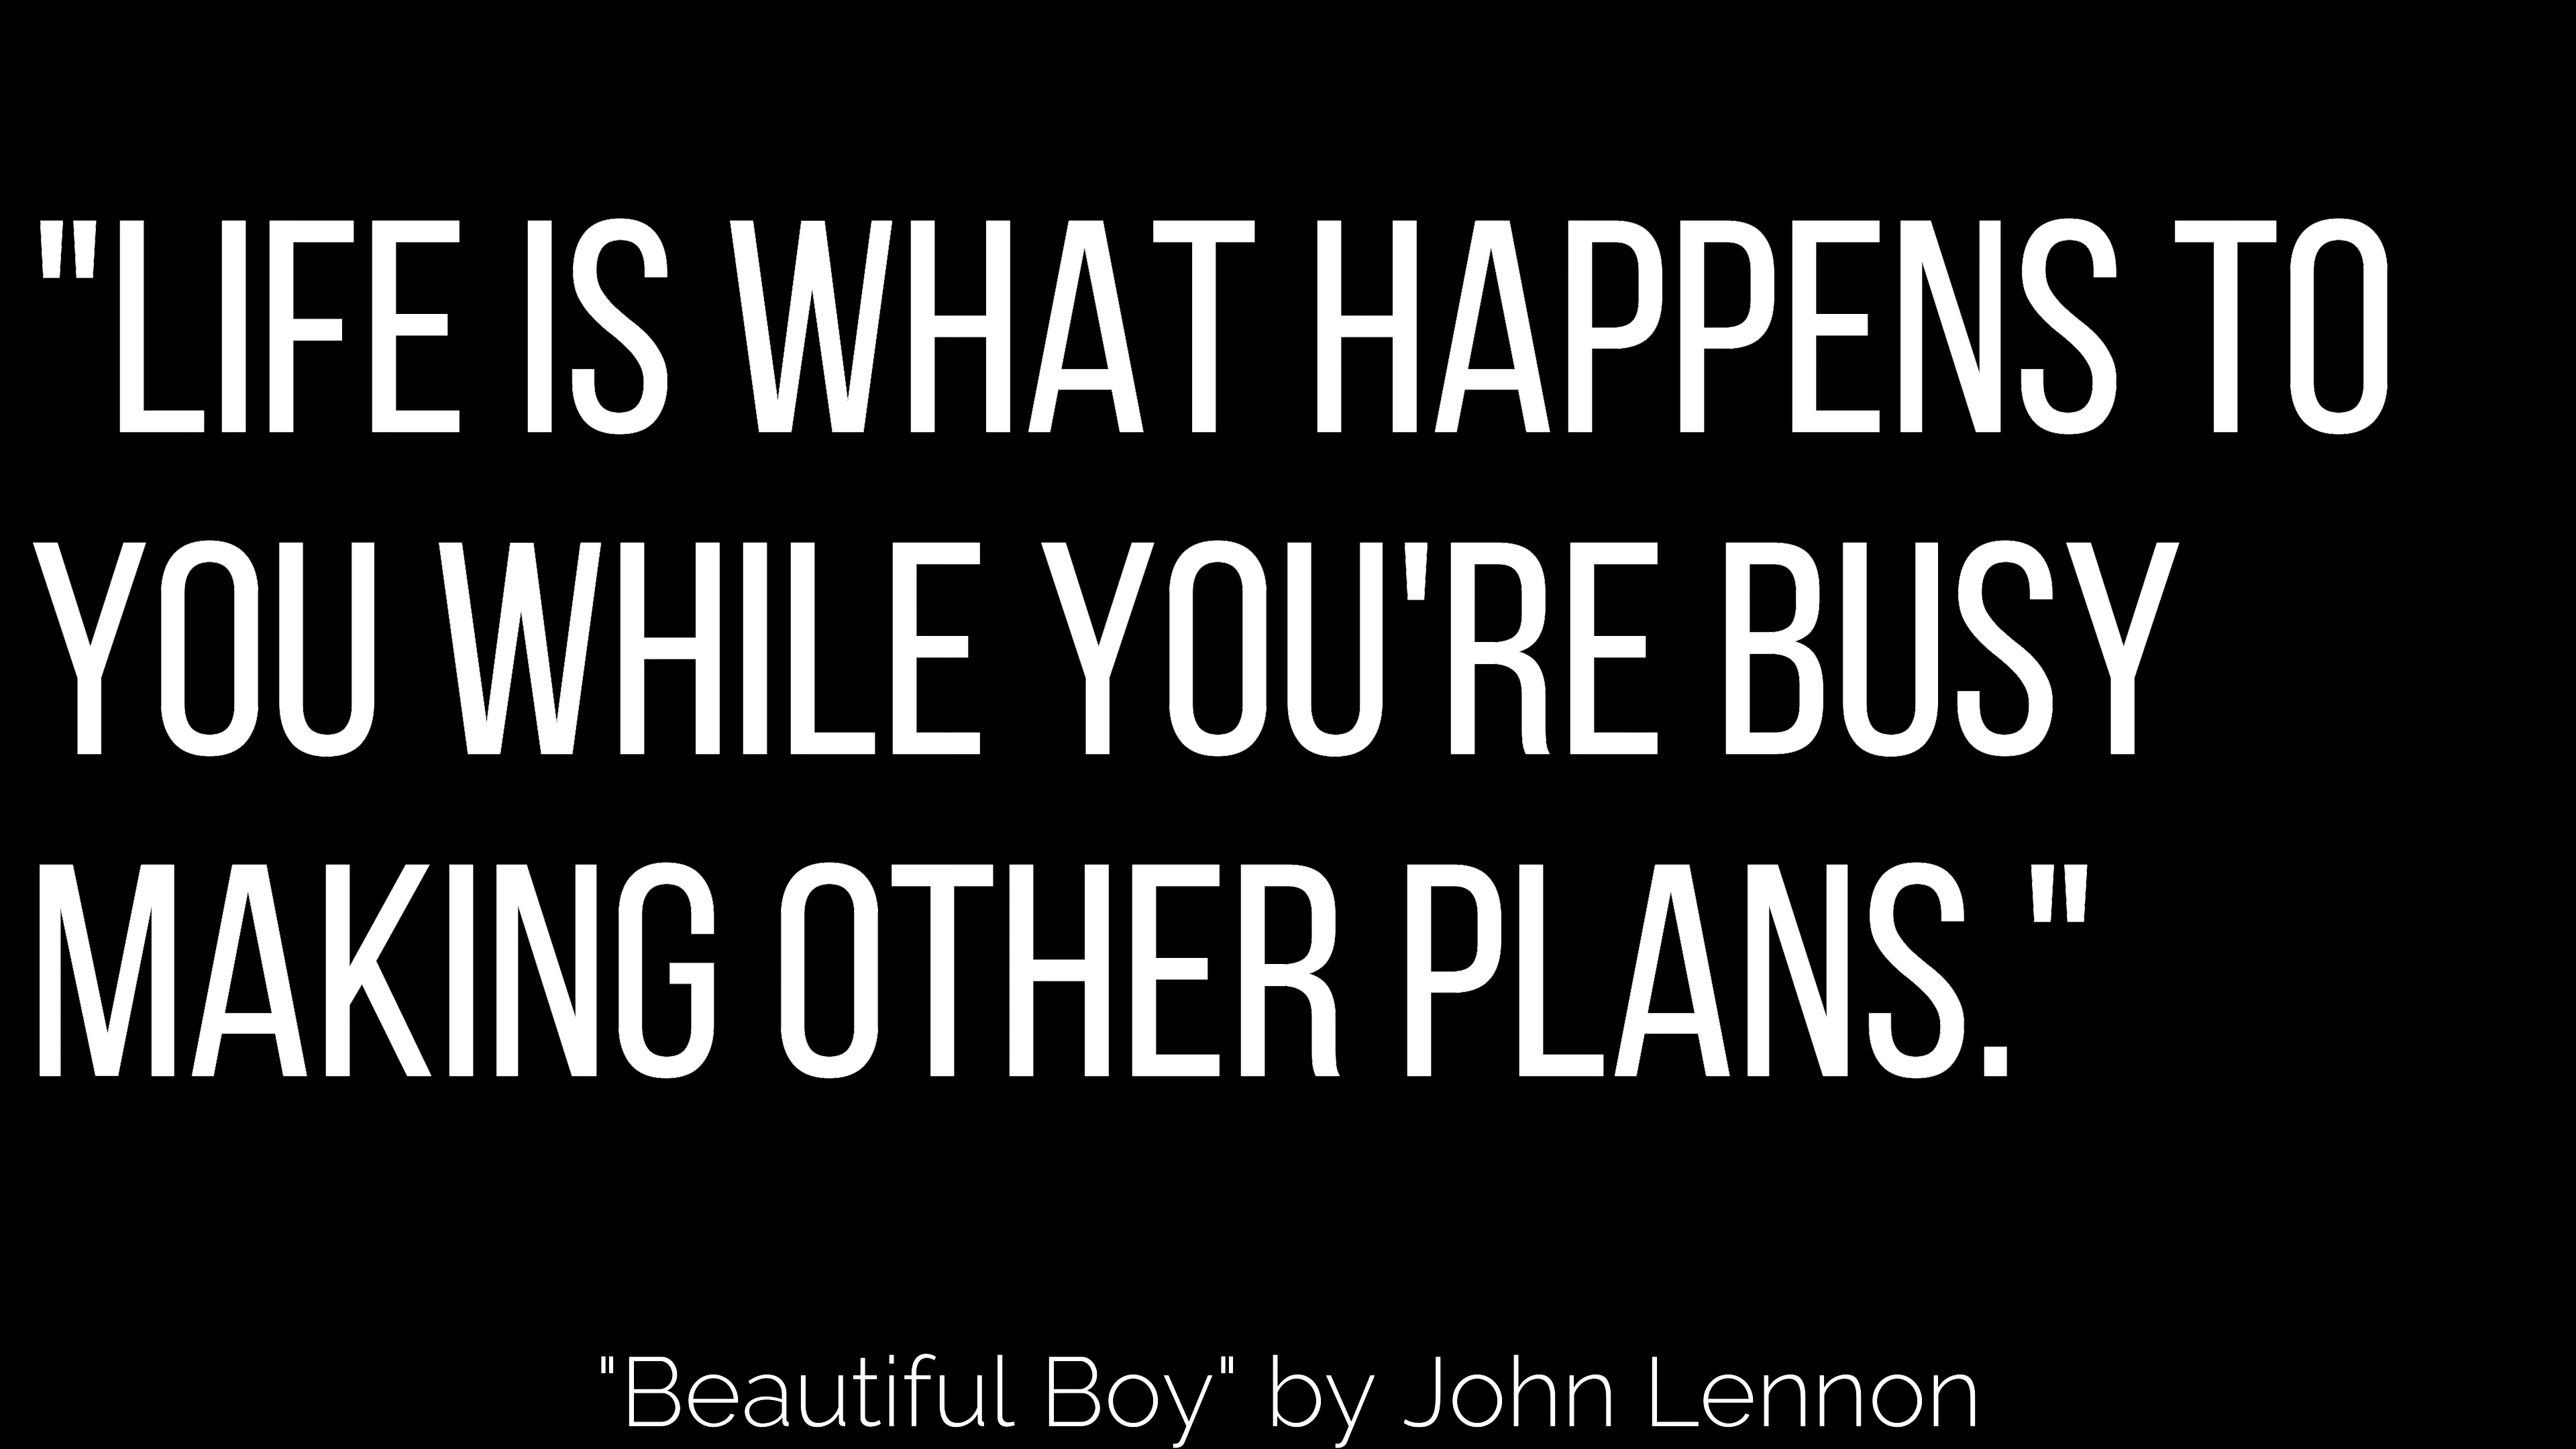 "LIFE IS WHAT HAPPENS TO
YOU WHILE YOU'RE BUSY
MAKING OTHER PLANS."
"Beautiful Boy" by John Lennon